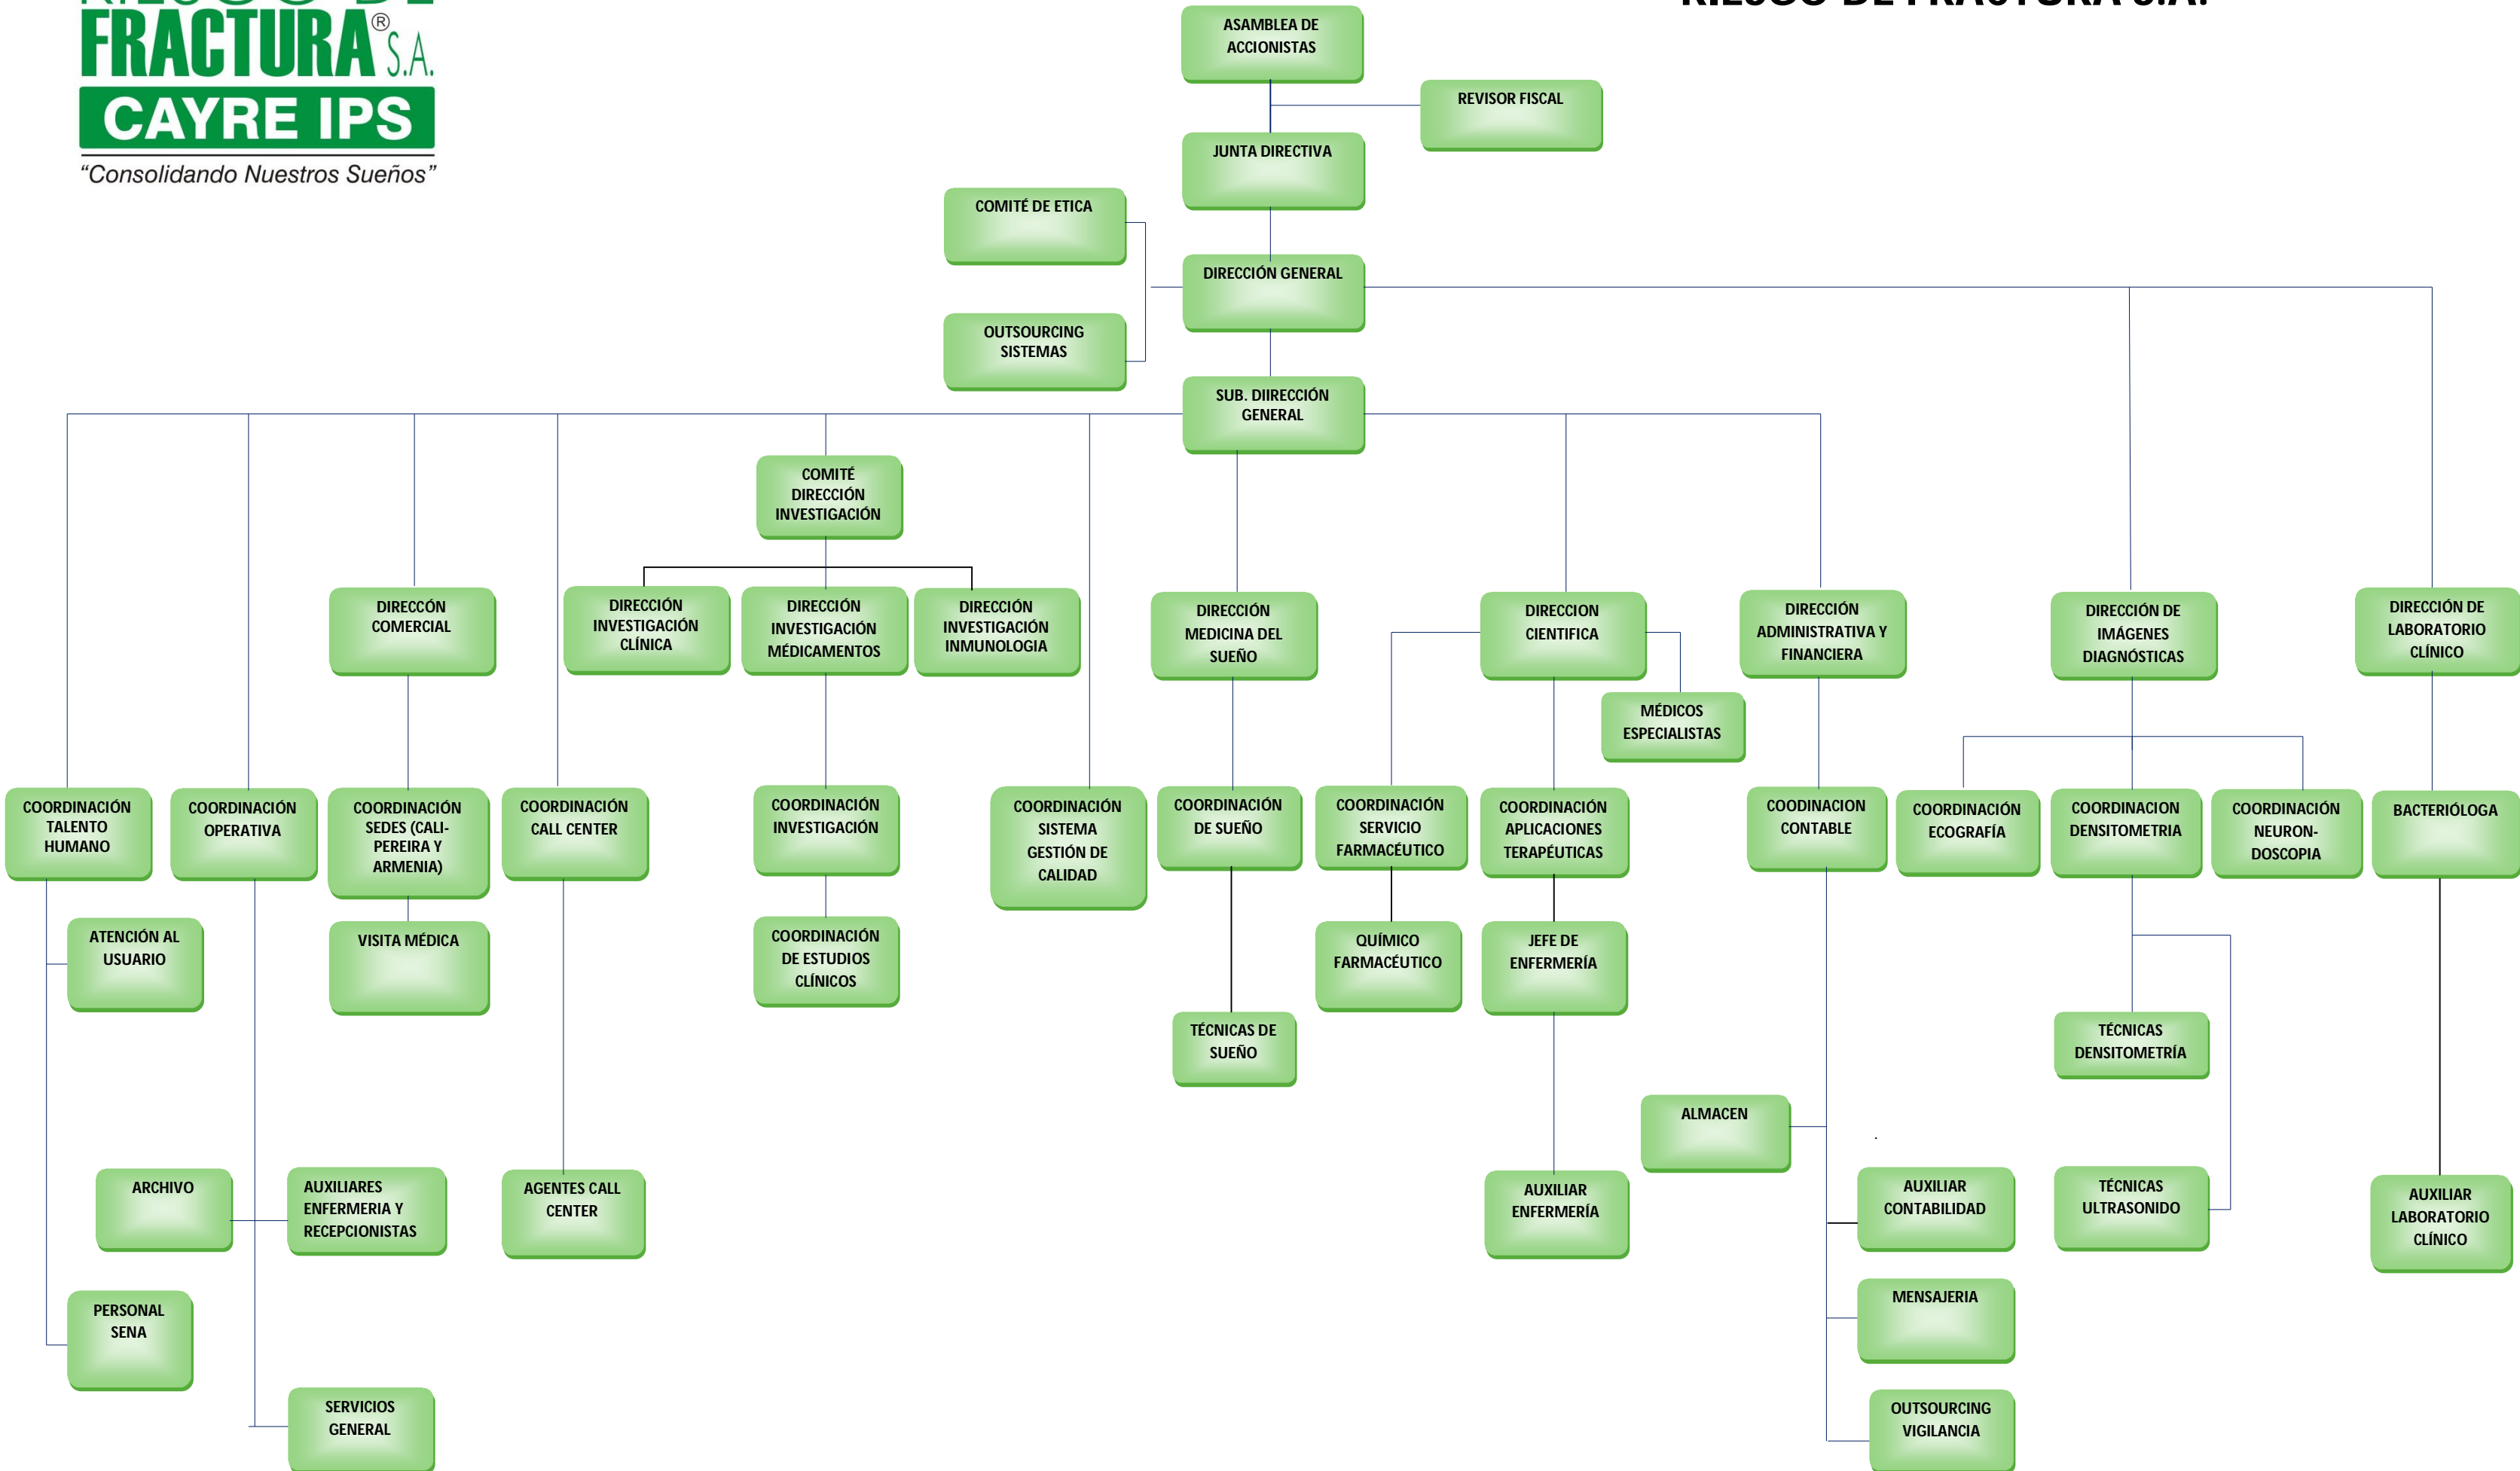 RIESGO DE
FRACTURA® S.A.
CAYRE IPS
“Consolidando Nuestros Sueños”
RIESGO DE FRACTURA S.A.
ASAMBLEA DE
ACCIONISTAS
REVISOR FISCAL
JUNTA DIRECTIVA
COMITÉ DE ETICA
DIRECCIÓN GENERAL
OUTSOURCING
SISTEMAS
SUB. DIIRECCIÓN
GENERAL
COMITÉ
DIRECCIÓN
INVESTIGACIÓN
DIRECCÓN
COMERCIAL
DIRECCIÓN
INVESTIGACIÓN
CLÍNICA
DIRECCIÓN
INVESTIGACIÓN
MÉDICAMENTOS
DIRECCIÓN
INVESTIGACIÓN
INMUNOLOGIA
DIRECCIÓN
MEDICINA DEL
SUEÑO
DIRECCION
CIENTIFICA
DIRECCIÓN
ADMINISTRATIVA Y
FINANCIERA
DIRECCIÓN DE
IMÁGENES
DIAGNÓSTICAS
DIRECCIÓN DE
LABORATORIO
CLÍNICO
MÉDICOS
ESPECIALISTAS
COORDINACIÓN
TALENTO
HUMANO
COORDINACIÓN
OPERATIVA
COORDINACIÓN
SEDES (CALI-
PEREIRA Y
ARMENIA)
COORDINACIÓN
CALL CENTER
COORDINACIÓN
INVESTIGACIÓN
COORDINACIÓN
SISTEMA
GESTIÓN DE
CALIDAD
COORDINACIÓN
DE SUEÑO
COORDINACIÓN
SERVICIO
FARMACÉUTICO
COORDINACIÓN
APLICACIONES
TERAPÉUTICAS
COODINACION
CONTABLE
COORDINACIÓN
ECOGRAFÍA
COORDINACION
DENSITOMETRIA
COORDINACIÓN
NEURON-
DOSCOPIA
BACTERIÓLOGA
ATENCIÓN AL
USUARIO
VISITA MÉDICA
COORDINACIÓN
DE ESTUDIOS
CLÍNICOS
QUÍMICO
FARMACÉUTICO
JEFE DE
ENFERMERÍA
TÉCNICAS DE
SUEÑO
TÉCNICAS
DENSITOMETRÍA
ALMACEN
.
ARCHIVO
AUXILIARES
ENFERMERIA Y
RECEPCIONISTAS
AGENTES CALL
CENTER
AUXILIAR
ENFERMERÍA
AUXILIAR
CONTABILIDAD
TÉCNICAS
ULTRASONIDO
AUXILIAR
LABORATORIO
CLÍNICO
PERSONAL
SENA
MENSAJERIA
SERVICIOS
GENERAL
OUTSOURCING
VIGILANCIA